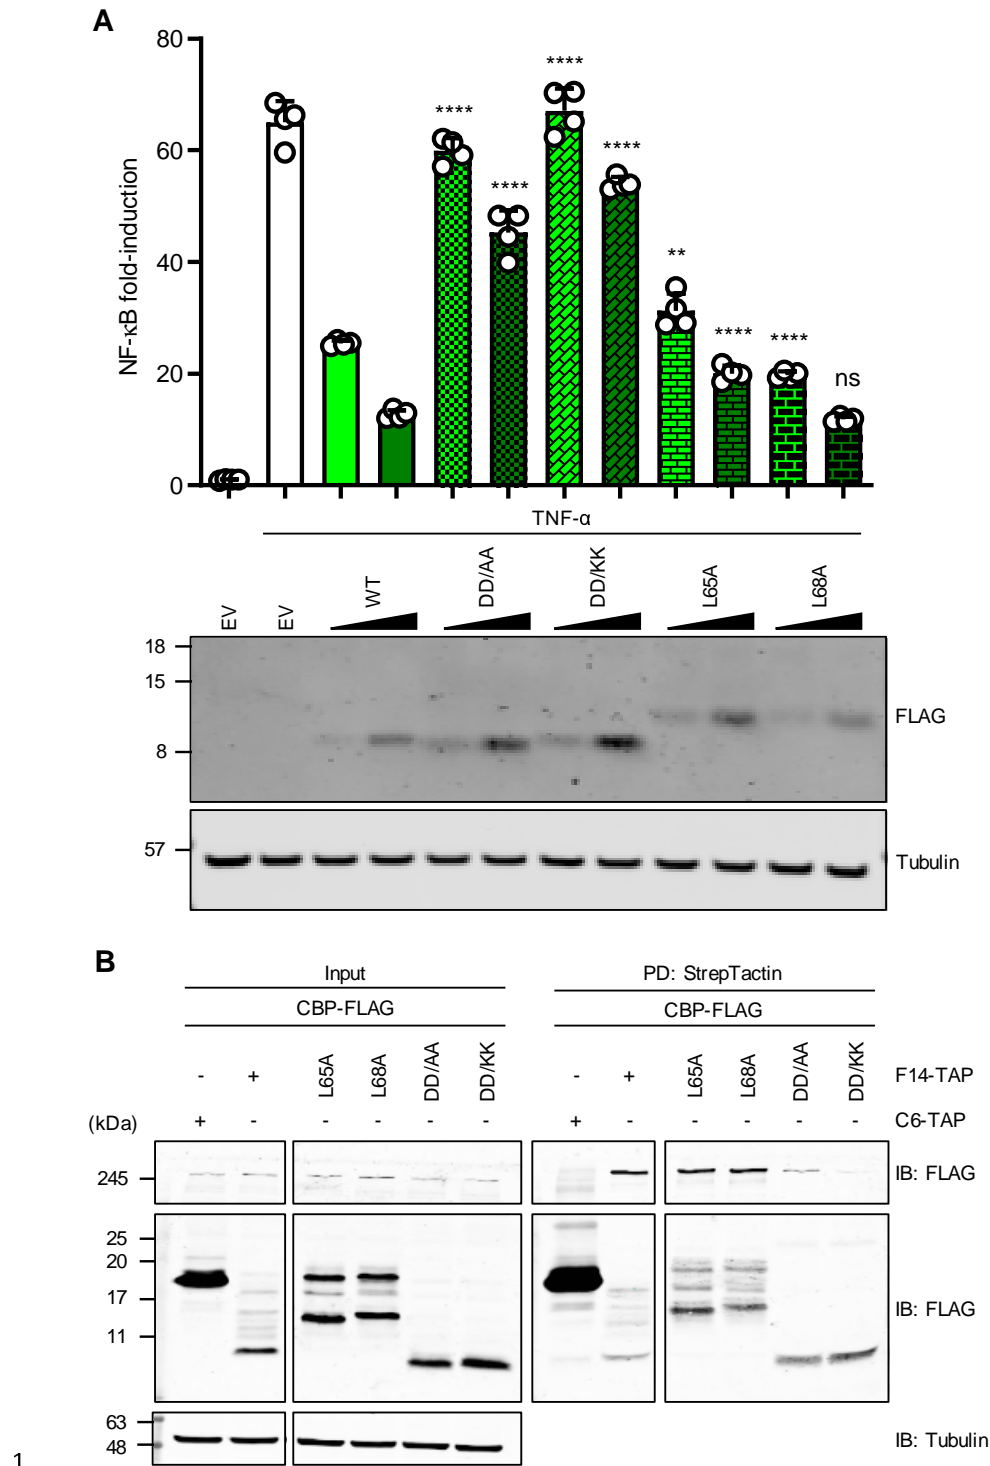 A
80
60
40
20
0
NF-κB fold-induction
****
****
****
****
**
****
****
ns
TNF-α
EV EV WT DD/AA DD/KK L65A L68A
18
15
8
FLAG
57
Tubulin
B
Input PD: StrepTactin
CBP-FLAG CBP-FLAG
- + L65A L68A DD/AA DD/KK - + L65A L68A DD/AA DD/KK F14-TAP
(kDa) + - - - - - + - - - - - C6-TAP
245 IB: FLAG
25
20
17
11
IB: FLAG
63
48
IB: Tubulin
1